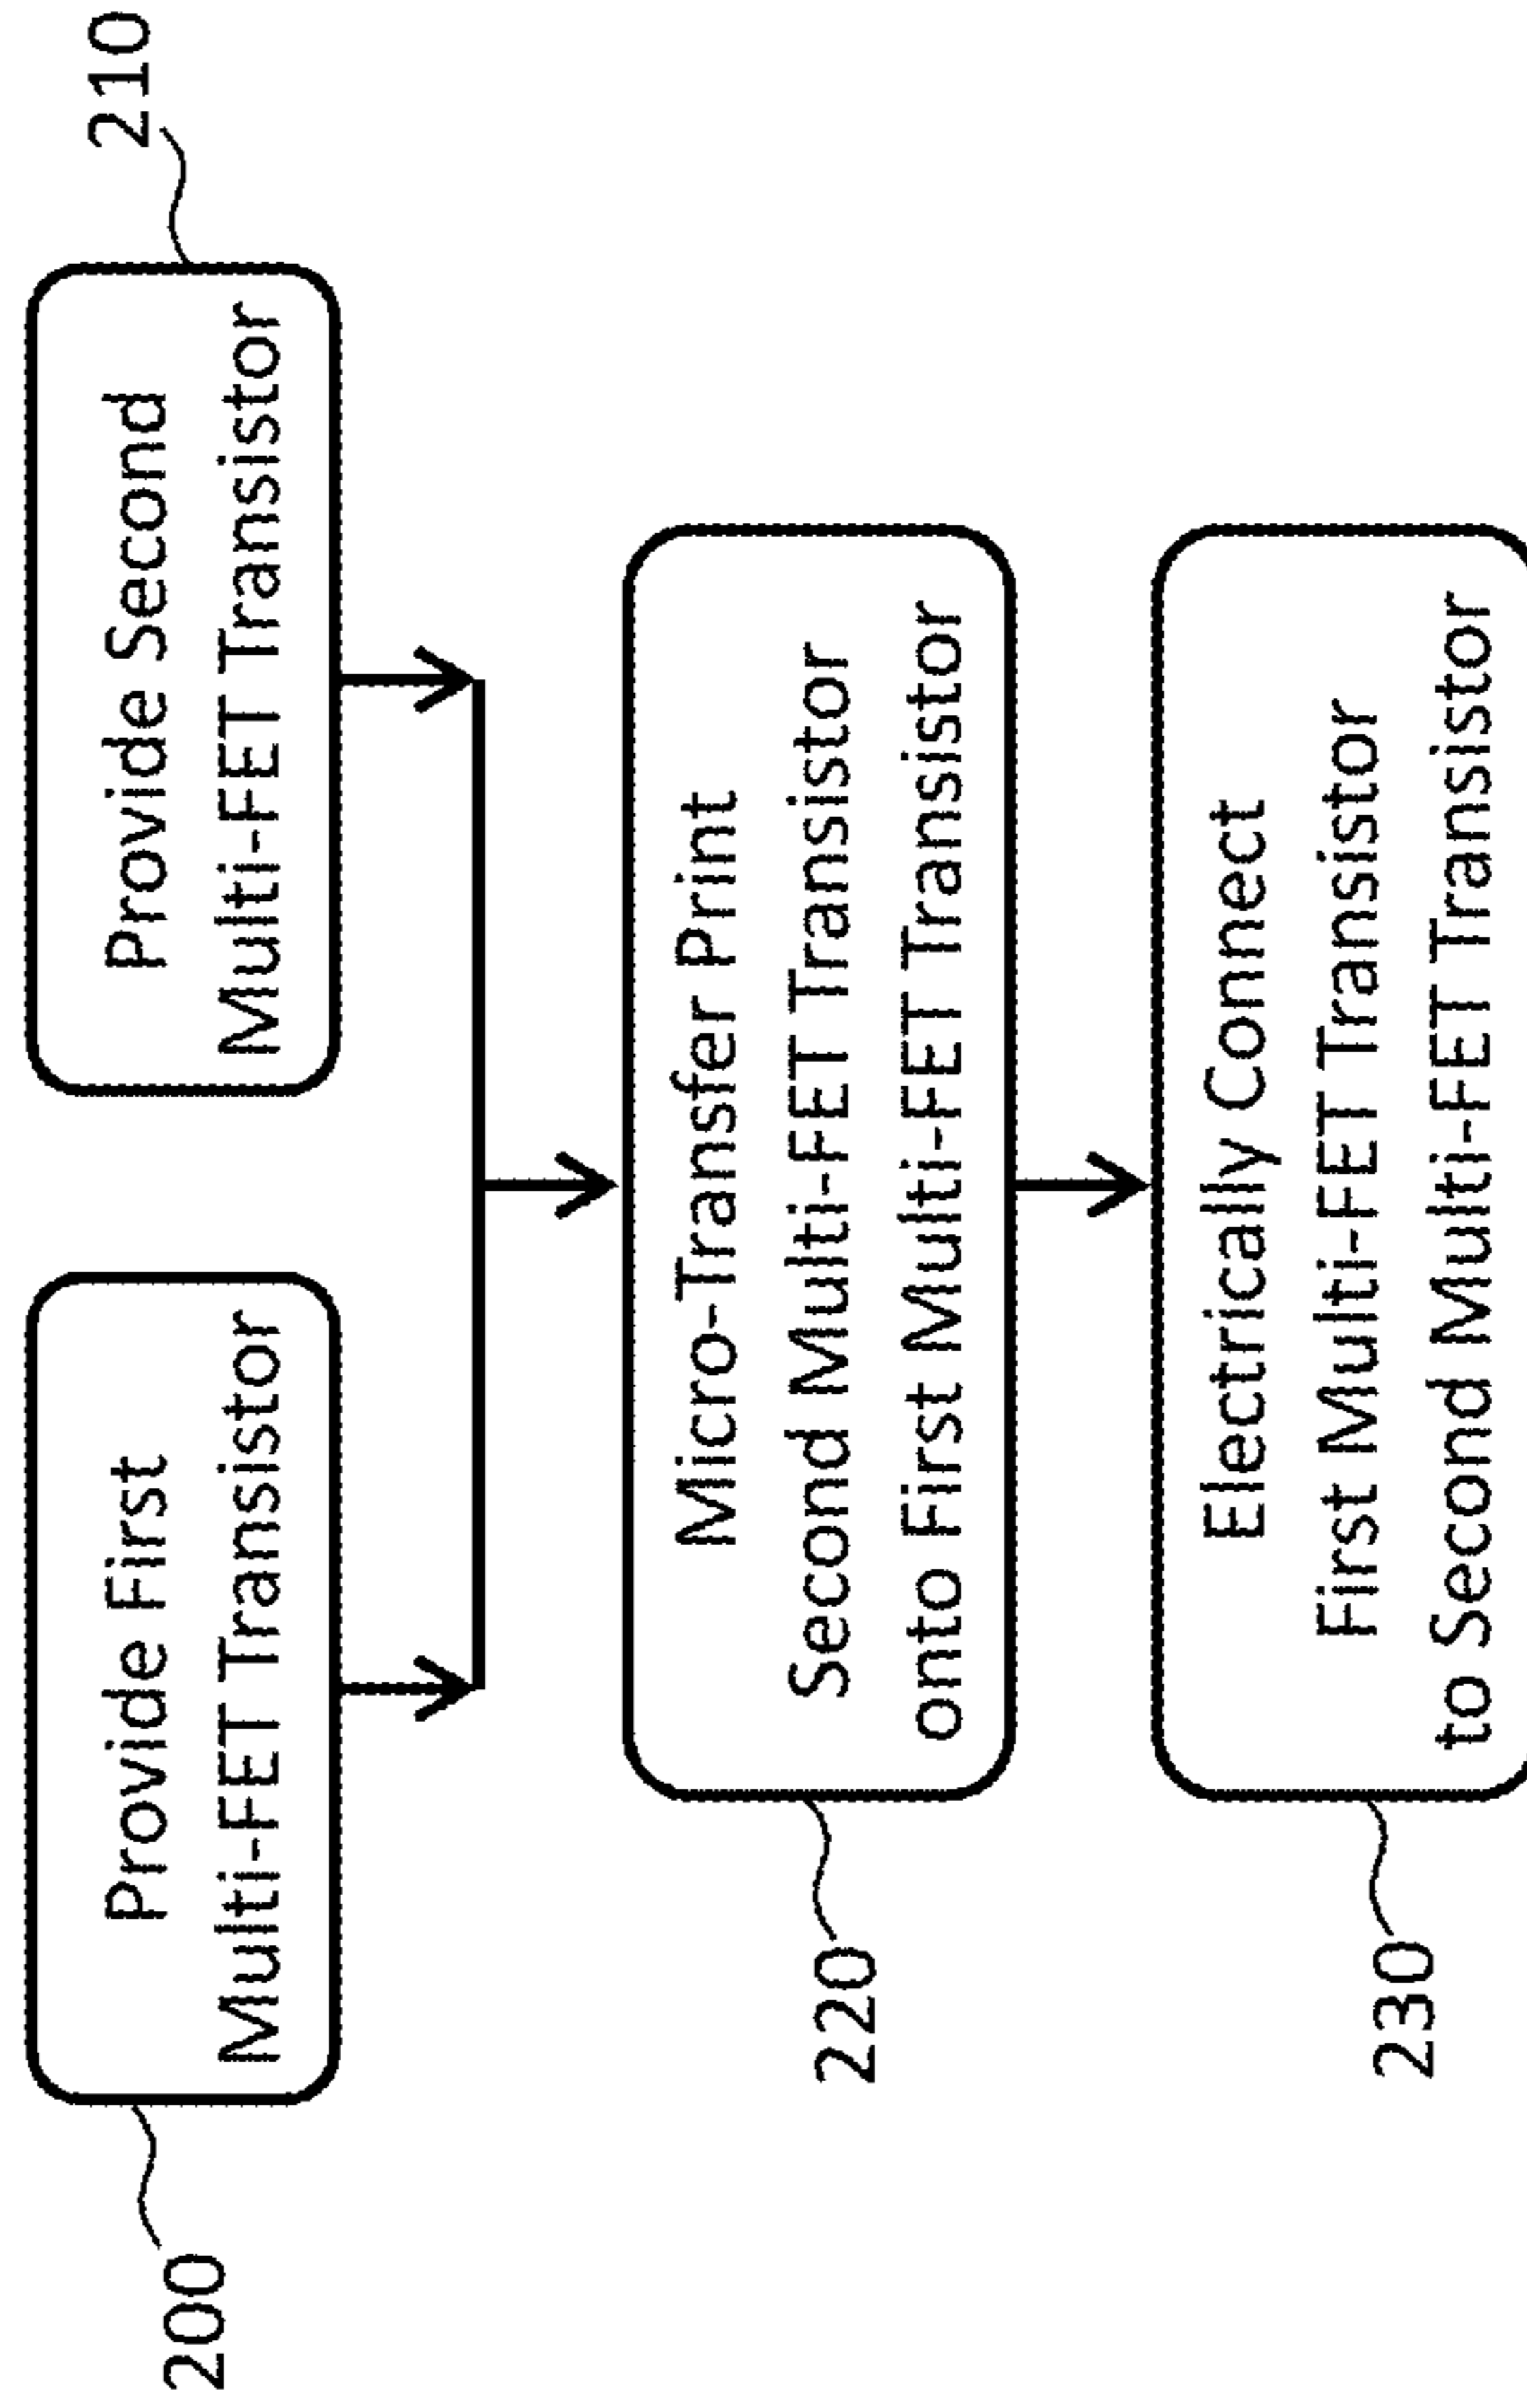 200
Provide First
Multi-FET Transistor
210
Provide Second
Multi-FET Transistor
220
Micro-Transfer Print
Second Multi-FET Transistor
onto First Multi-FET Transistor
230
Electrically Connect
First Multi-FET Transistor
to Second Multi-FET Transistor